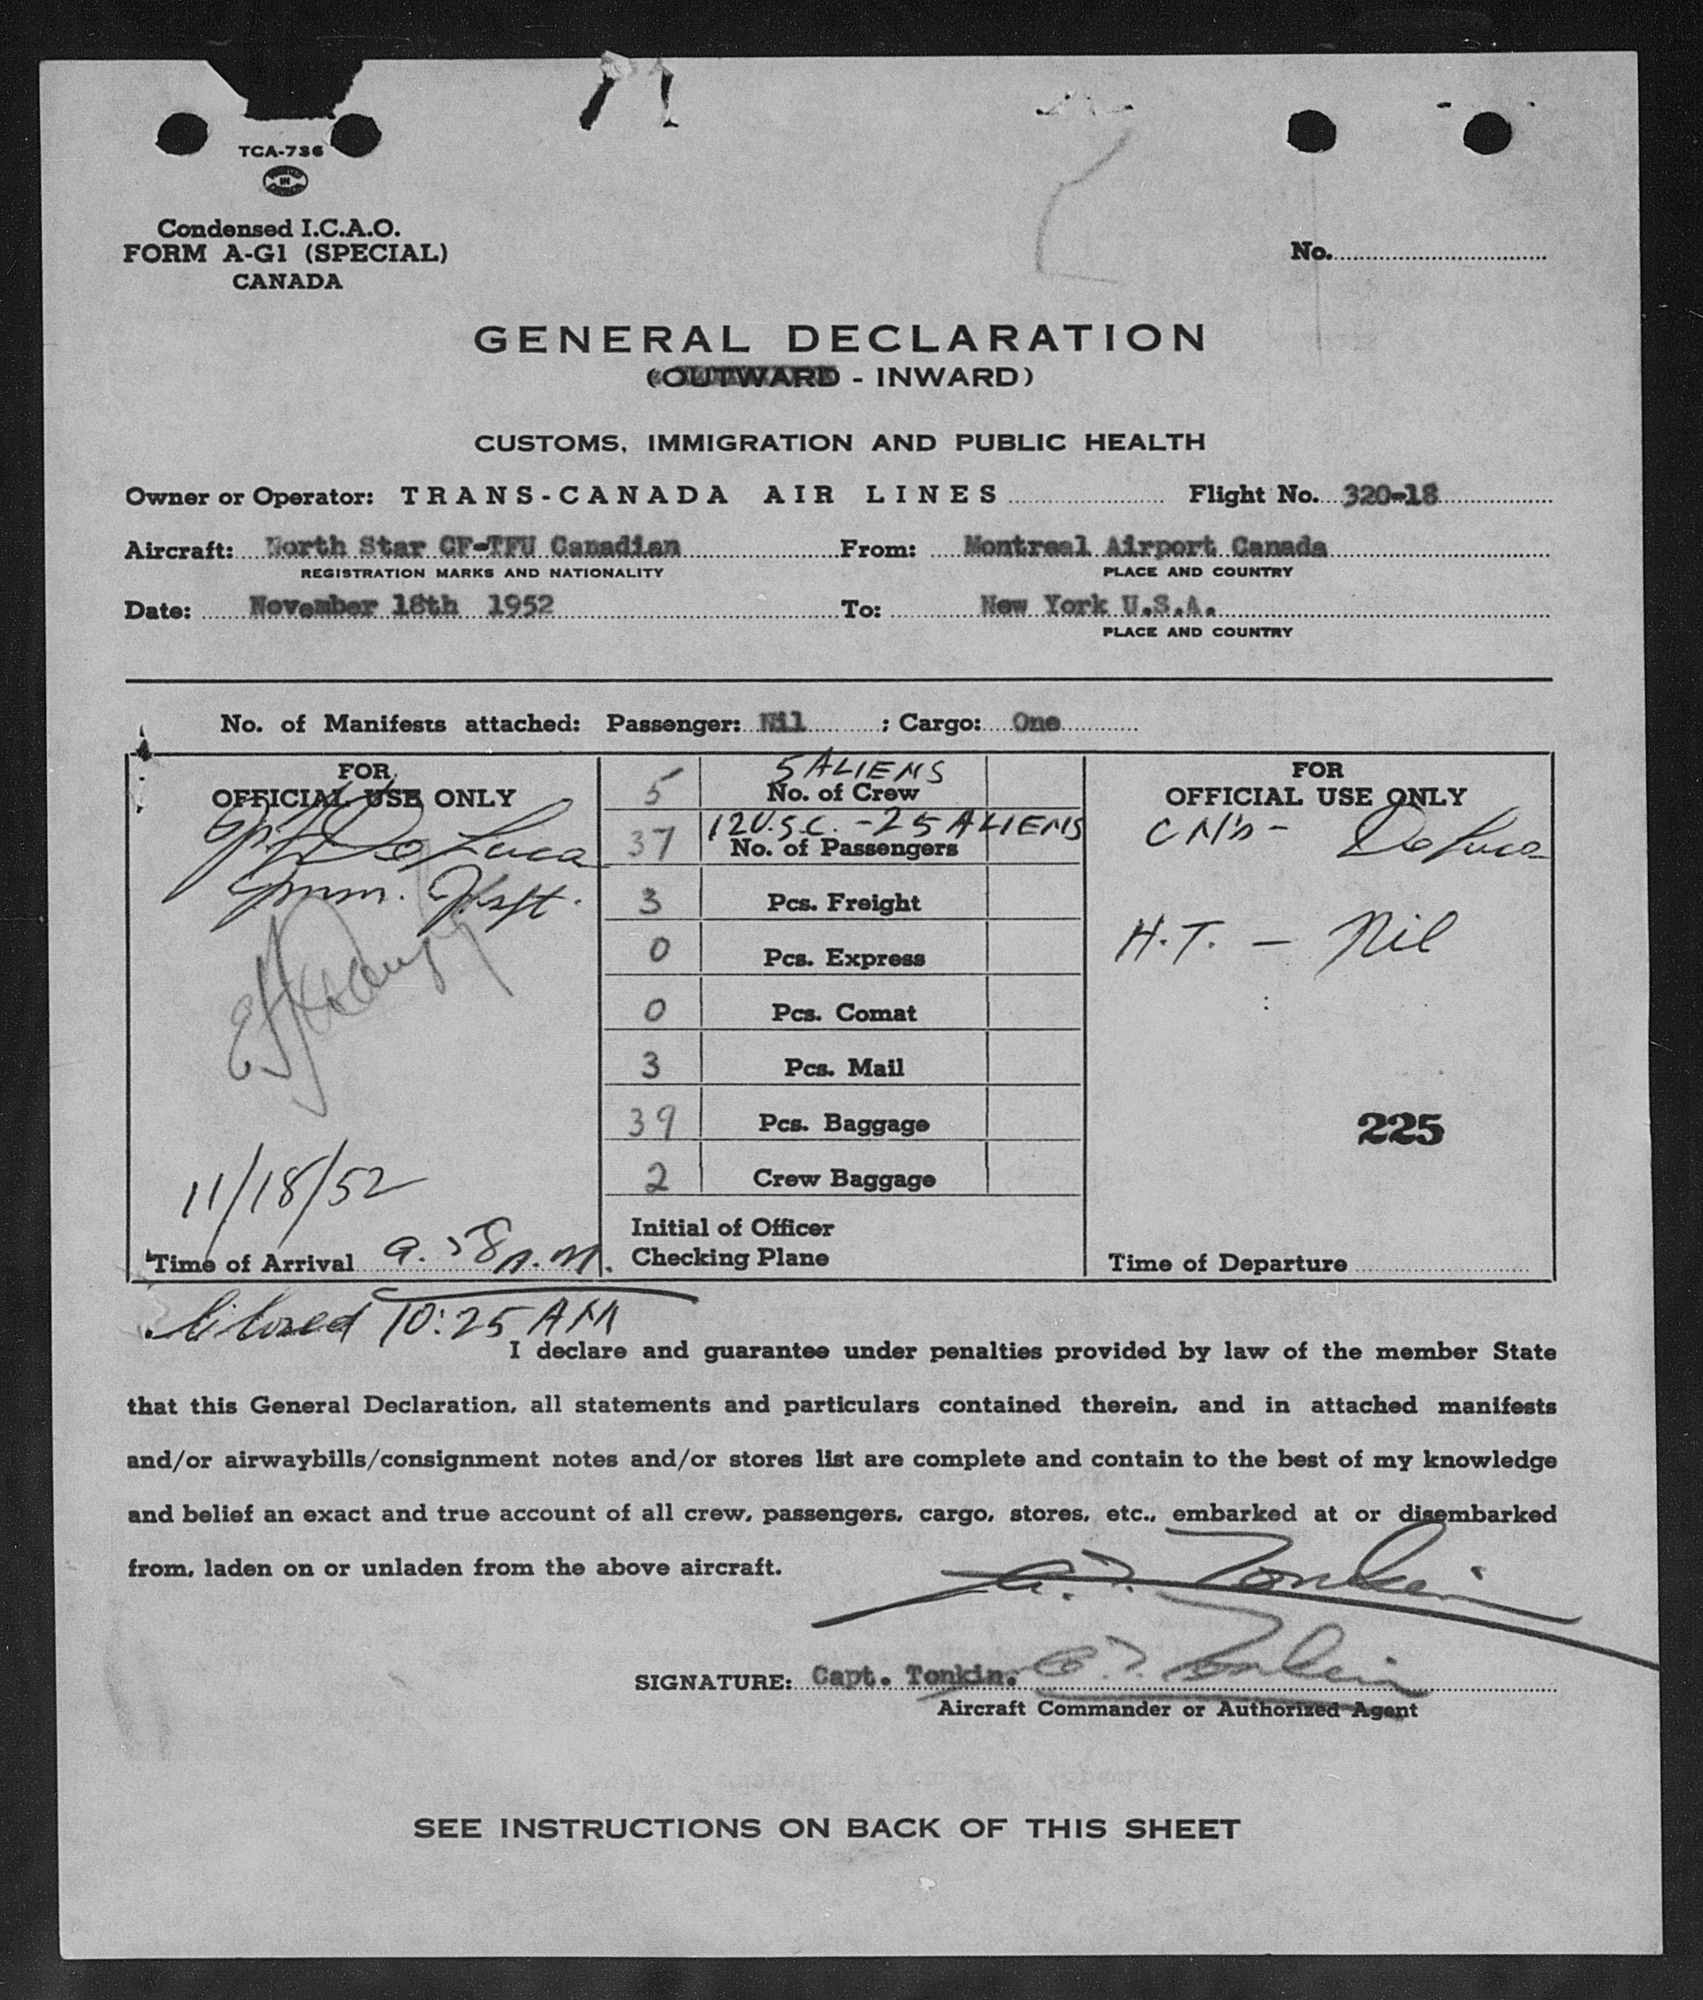 TCA-736
PRINTED IN CANADA
Condensed I.C.A.O.
FORM A-G1 (SPECIAL)
CANADA
No.
GENERAL DECLARATION
(OUTWARD - INWARD)
CUSTOMS, IMMIGRATION AND PUBLIC HEALTH
Owner or Operator: TRANS-CANADA AIR LINES Flight No. 320-18
Aircraft: North Star CF-TFU Canadian From: Montreal Airport Canada
REGISTRATION MARKS AND NATIONALITY PLACE AND COUNTRY
Date: November 18th 1952 To: New York U.S.A.
PLACE AND COUNTRY
No. of Manifests attached: Passenger: Nil ; Cargo: One
FOR
OFFICIAL USE ONLY
De Luca
Imm. Insp.
11/18/52
Time of Arrival 9.58 A.M.
10:25 AM
5 ALIENS
5 No. of Crew
12 U.S.C. - 25 ALIENS
37 No. of Passengers
3 Pcs. Freight
0 Pcs. Express
0 Pcs. Comat
3 Pcs. Mail
39 Pcs. Baggage
2 Crew Baggage
Initial of Officer
Checking Plane
FOR
OFFICIAL USE ONLY
De Luca
H.T. - Nil
225
Time of Departure
I declare and guarantee under penalties provided by law of the member State
that this General Declaration, all statements and particulars contained therein, and in attached manifests
and/or airwaybills/consignment notes and/or stores list are complete and contain to the best of my knowledge
and belief an exact and true account of all crew, passengers, cargo, stores, etc., embarked at or disembarked
from, laden on or unladen from the above aircraft.
Tonkin
SIGNATURE: Capt. Tonkin. Tonkin
Aircraft Commander or Authorized Agent
SEE INSTRUCTIONS ON BACK OF THIS SHEET